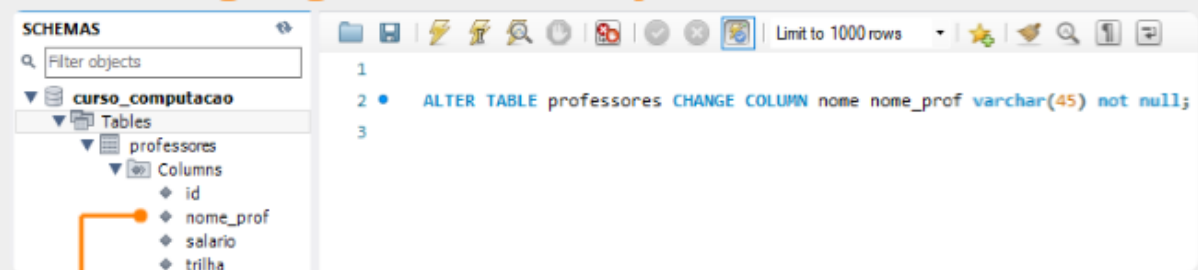 SCHEMAS
Filter objects
curso_computacao
Tables
professores
Columns
id
nome_prof
salario
trilha
Limit to 1000 rows
1
2 ALTER TABLE professores CHANGE COLUMN nome nome_prof varchar(45) not null;
3